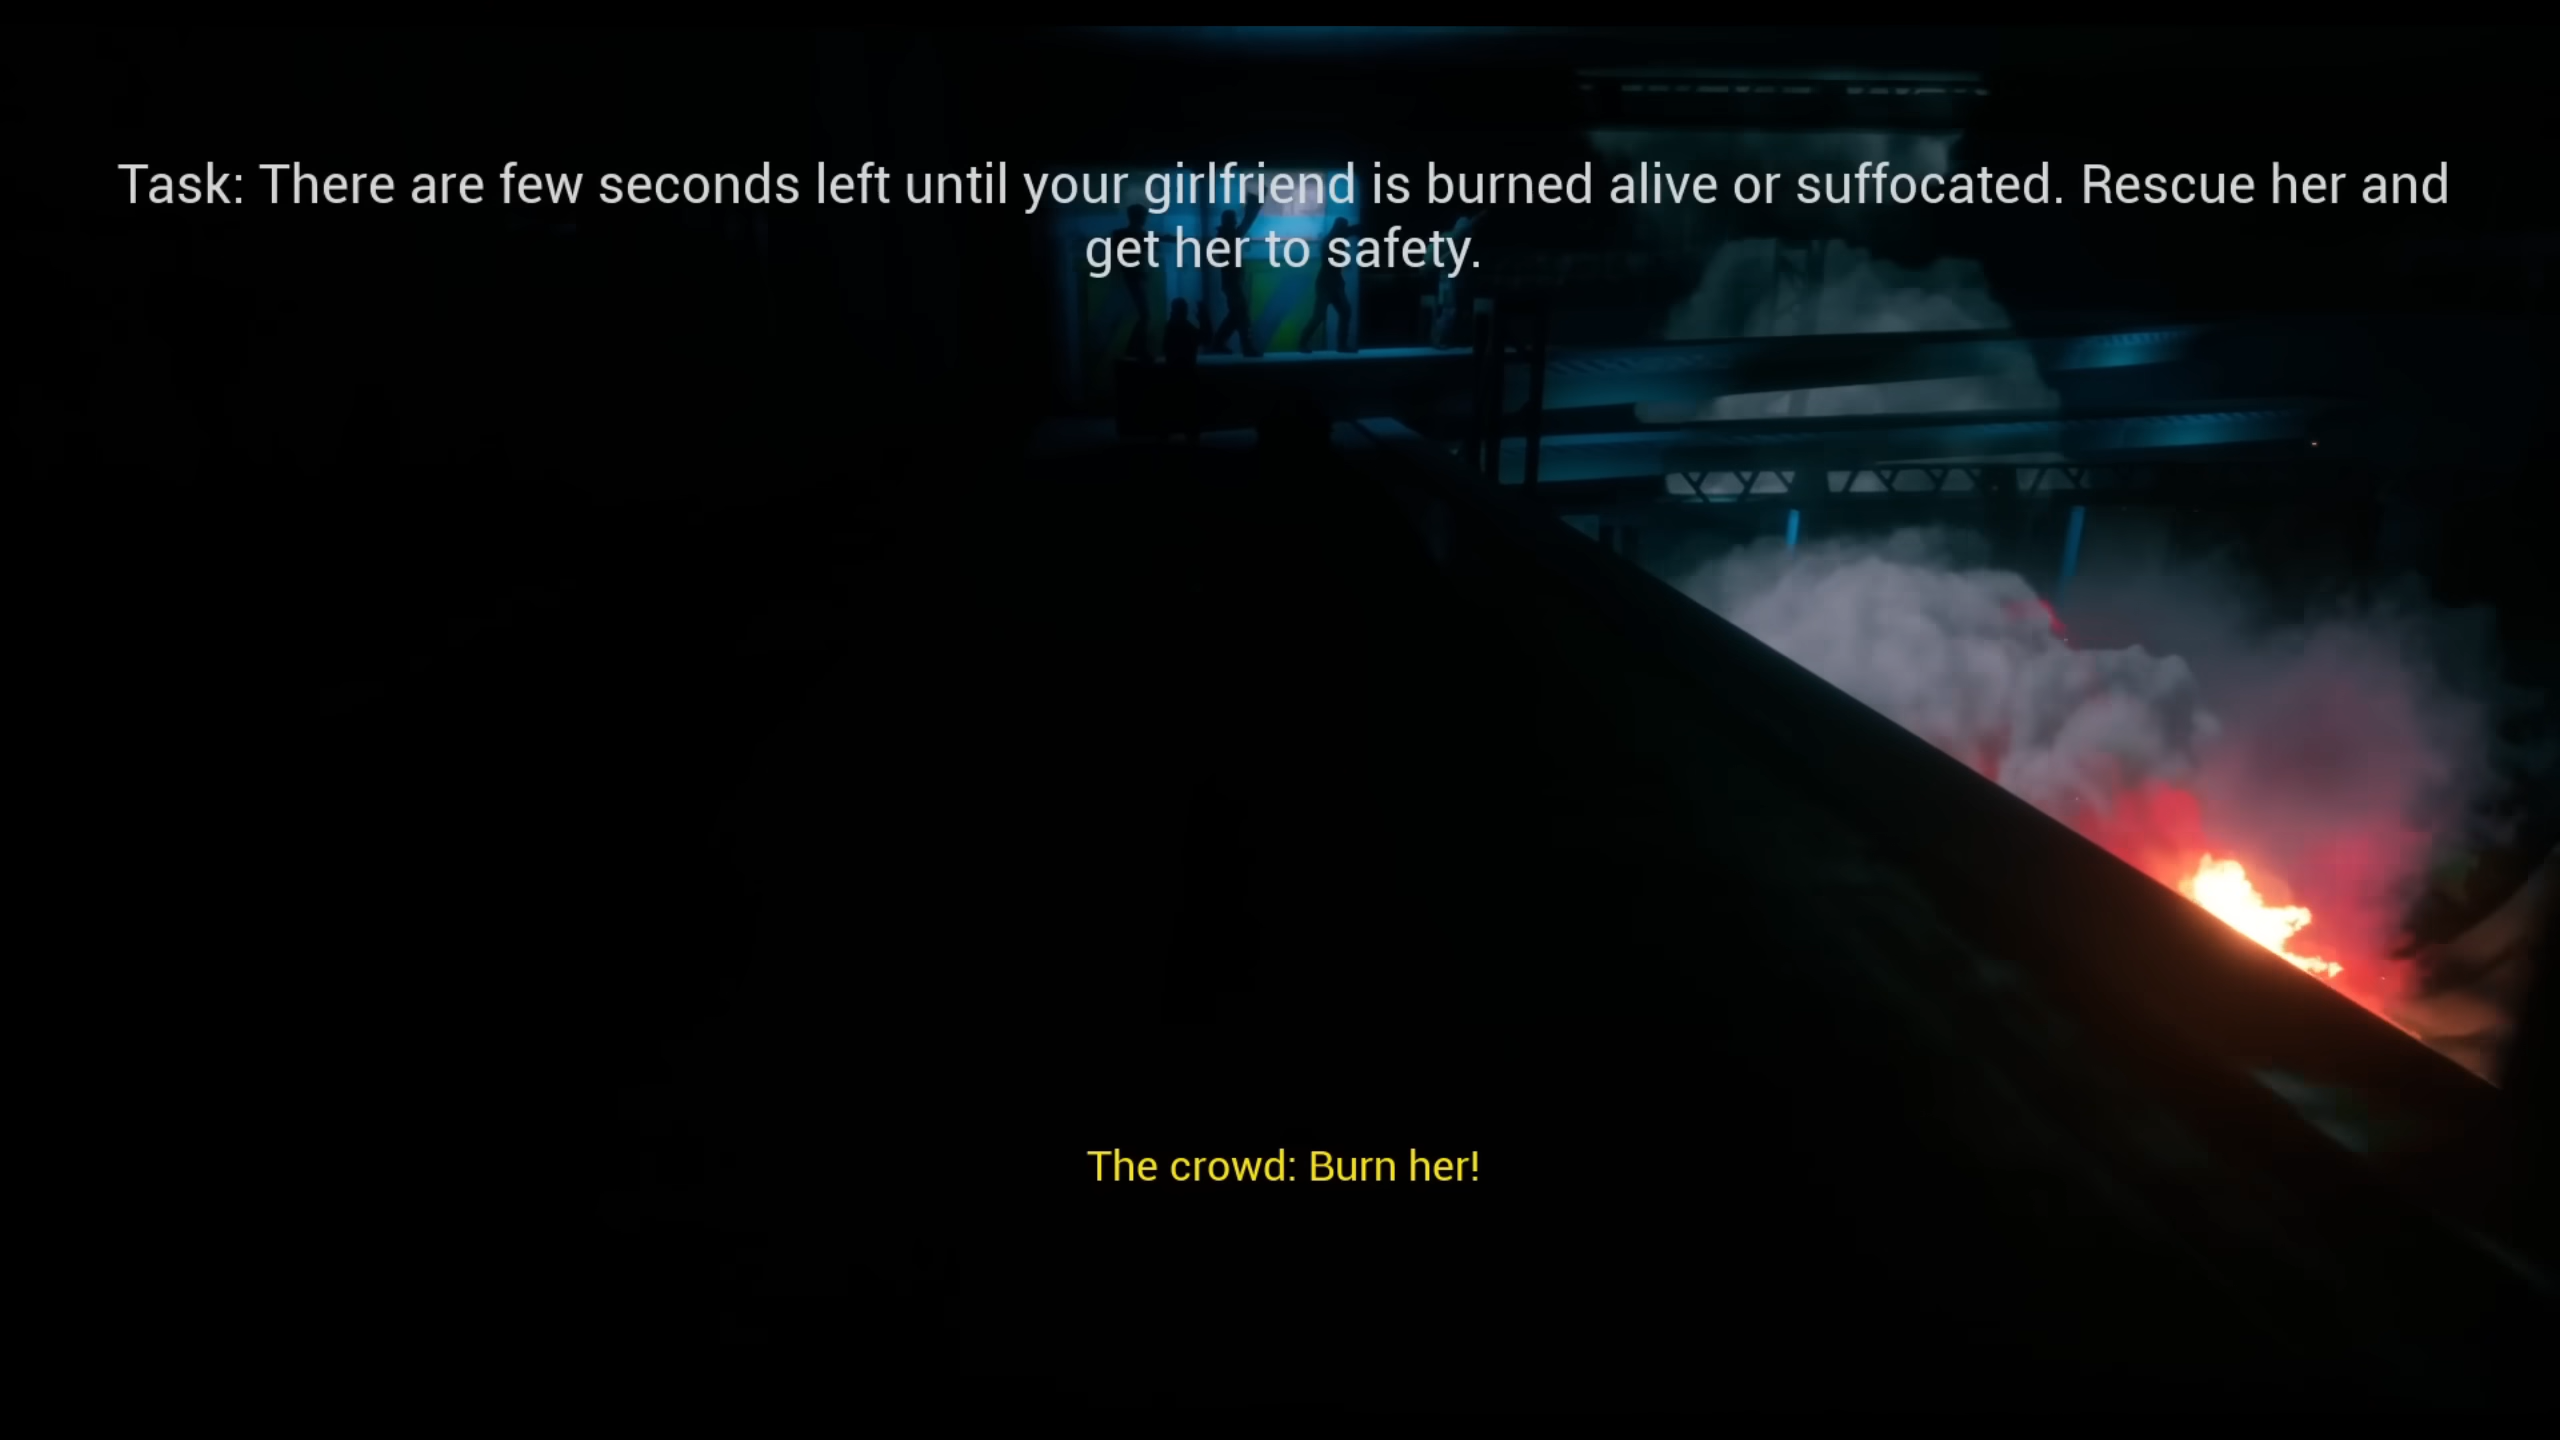 Task: There are few seconds left until your girlfriend is burned alive or suffocated. Rescue her and
get her to safety.
The crowd: Burn her!